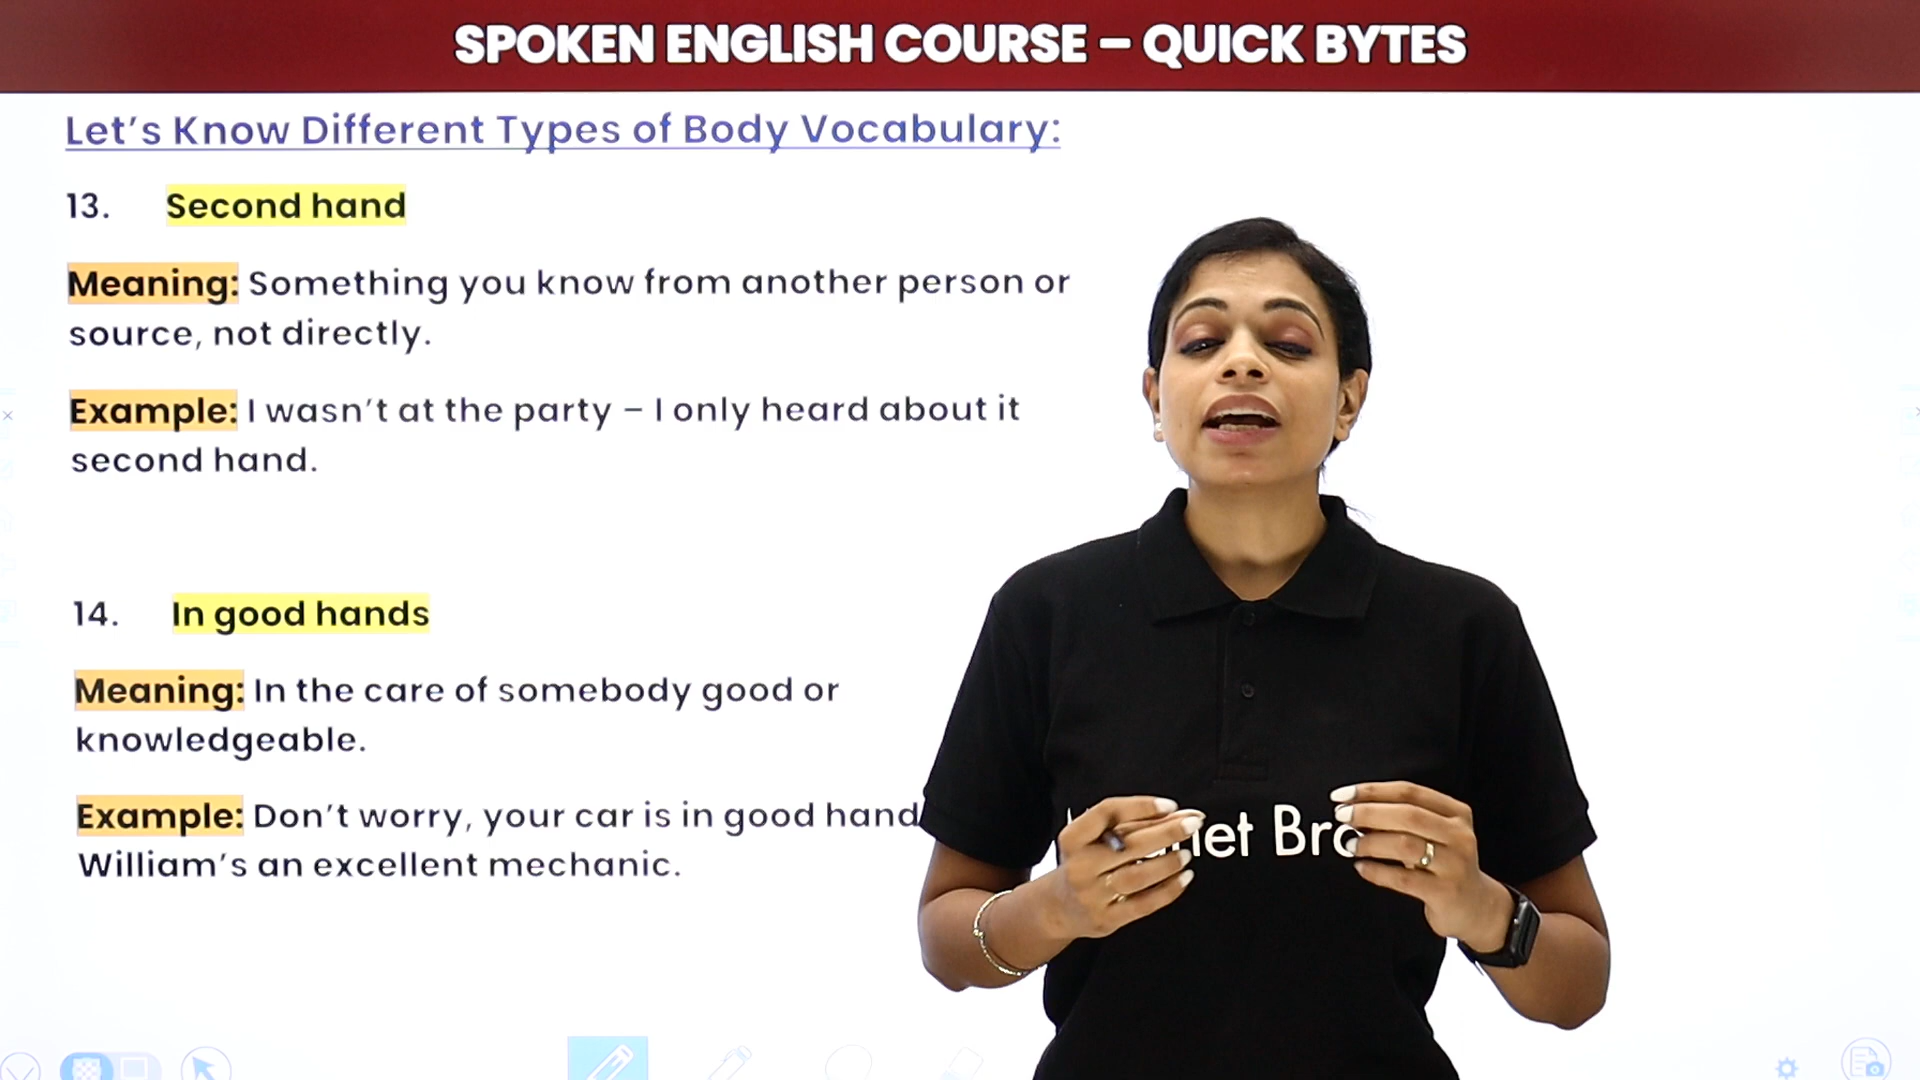 SPOKEN ENGLISH COURSE – QUICK BYTES
Let's Know Different Types of Body Vocabulary:
13. Second hand
Meaning: Something you know from another person or
source, not directly.
Example: I wasn't at the party – I only heard about it
second hand.
14. In good hands
Meaning: In the care of somebody good or
knowledgeable.
Example: Don't worry, your car is in good hand
William's an excellent mechanic.